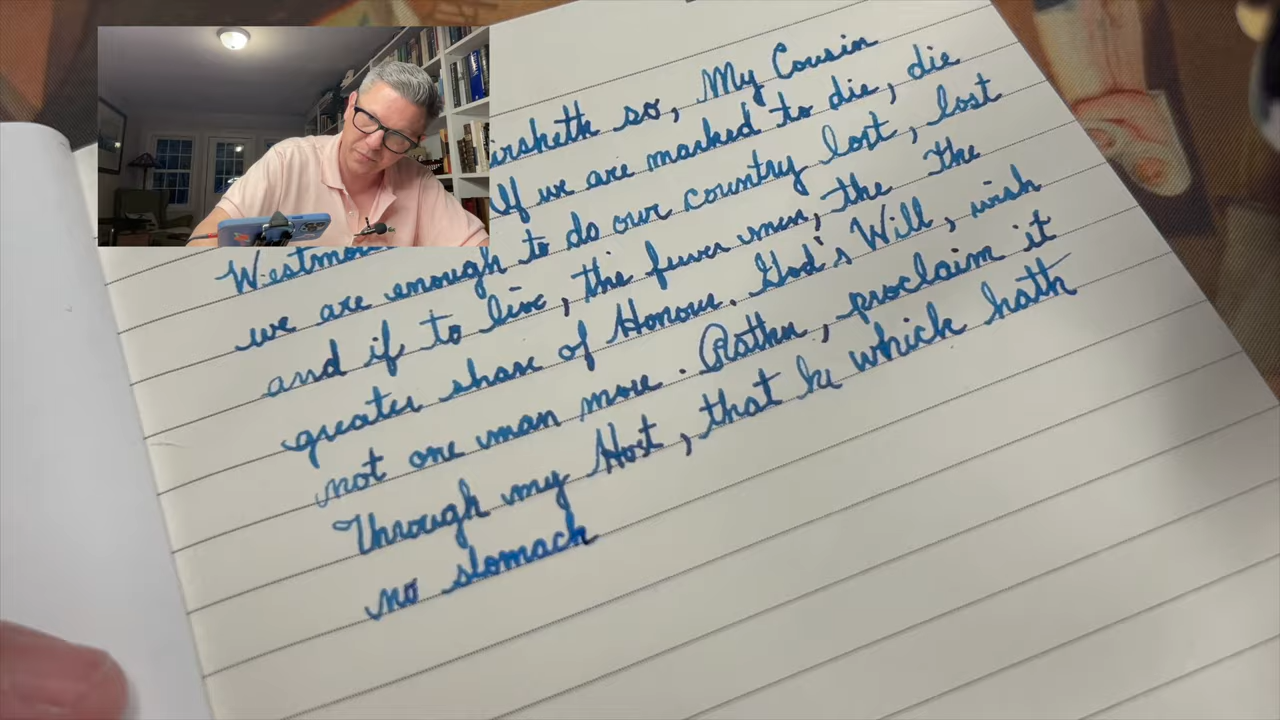 so, My Cousin
Westmor If we are marked to die, die
we are enough to do our country lost, lost
and if to live, the fewer men, the the
greater share of Honour. God's Will, wish
not one man more. Rather, proclaim it
Through my Host, that he which hath
no stomach